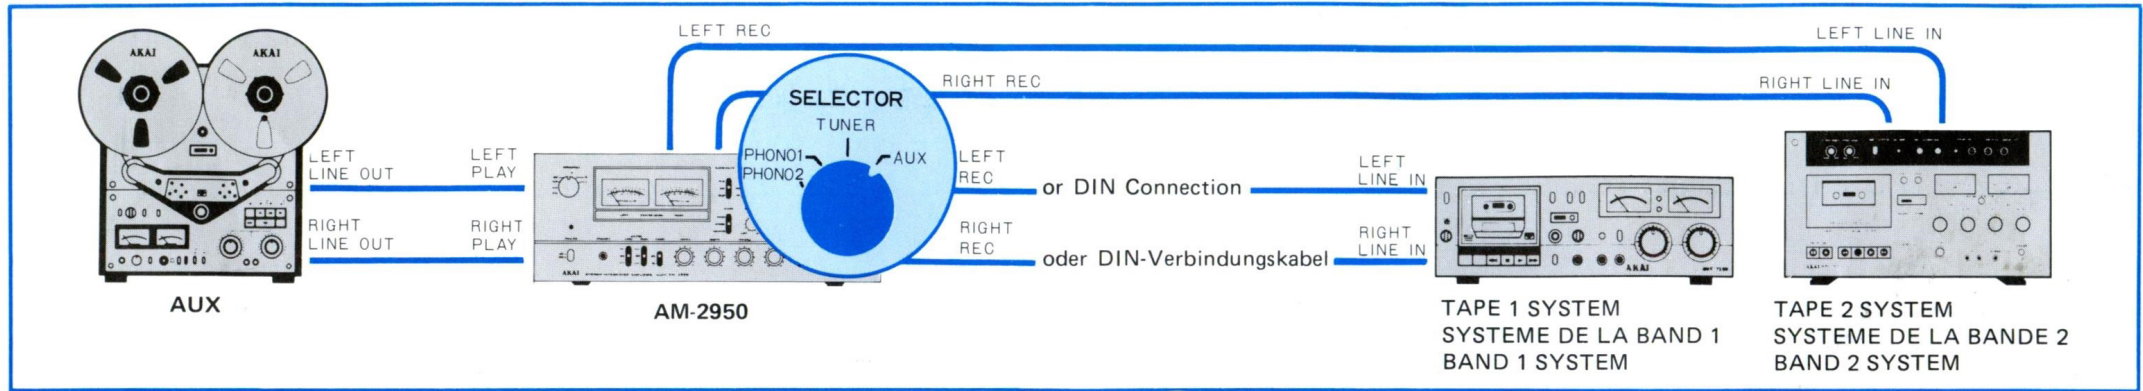 LEFT REC
LEFT LINE IN
RIGHT REC
RIGHT LINE IN
AKAI
AKAI
SELECTOR
TUNER
PHONO1
AUX
PHONO2
LEFT
LINE OUT
LEFT
PLAY
LEFT
REC
or DIN Connection
LEFT
LINE IN
RIGHT
LINE OUT
RIGHT
PLAY
RIGHT
REC
oder DIN-Verbindungskabel
RIGHT
LINE IN
AKAI
AKAI
AUX
AM-2950
TAPE 1 SYSTEM
SYSTEME DE LA BAND 1
BAND 1 SYSTEM
TAPE 2 SYSTEM
SYSTEME DE LA BANDE 2
BAND 2 SYSTEM